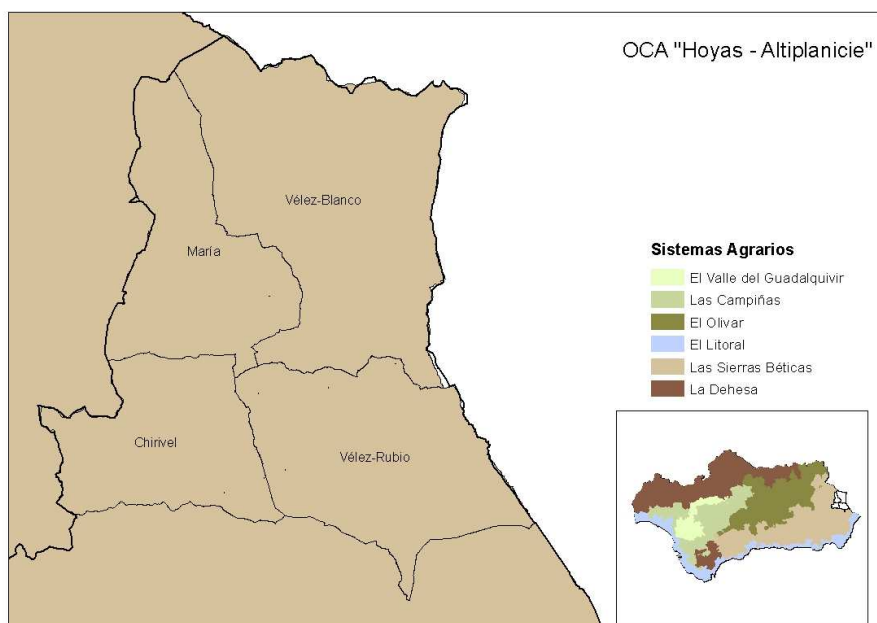 OCA "Hoyas - Altiplanicie"
Vélez-Blanco
María
Chirivel
Vélez-Rubio
Sistemas Agrarios
El Valle del Guadalquivir
Las Campiñas
El Olivar
El Litoral
Las Sierras Béticas
La Dehesa